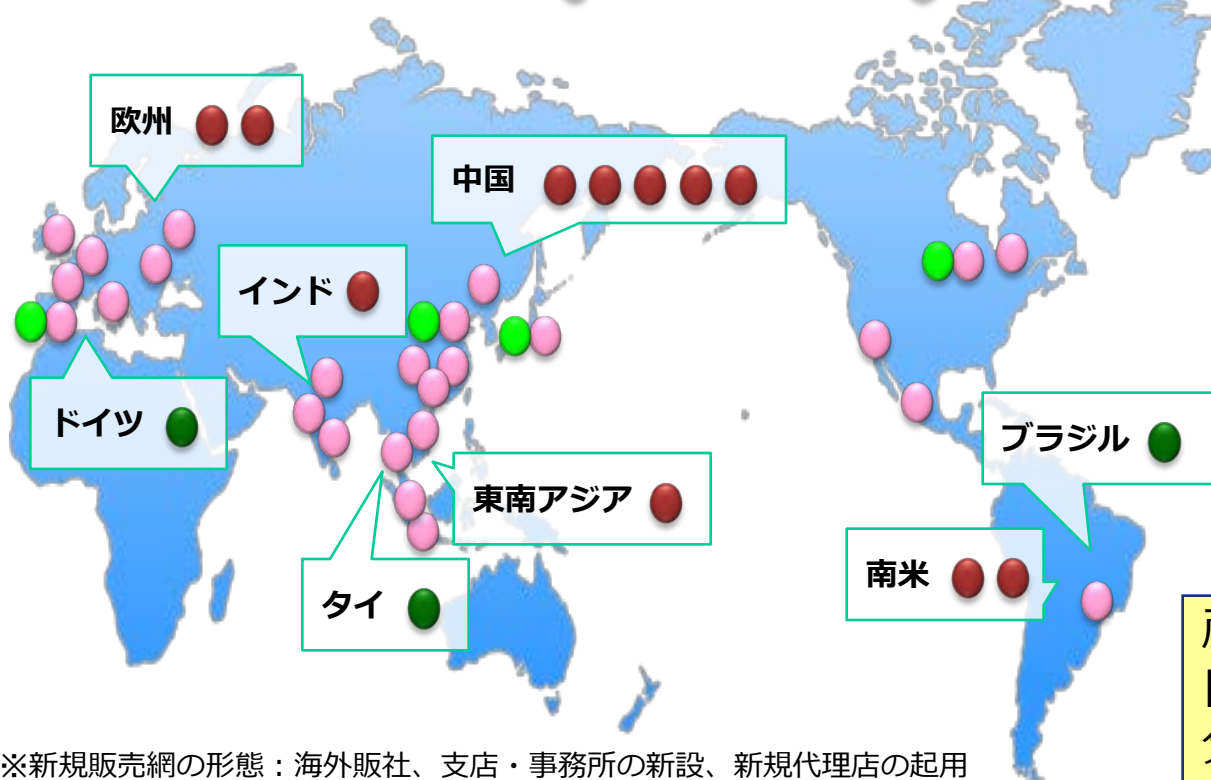 欧州
中国
インド
ドイツ
ブラジル
東南アジア
南米
タイ
※新規販売網の形態：海外販社、支店・事務所の新設、新規代理店の起用